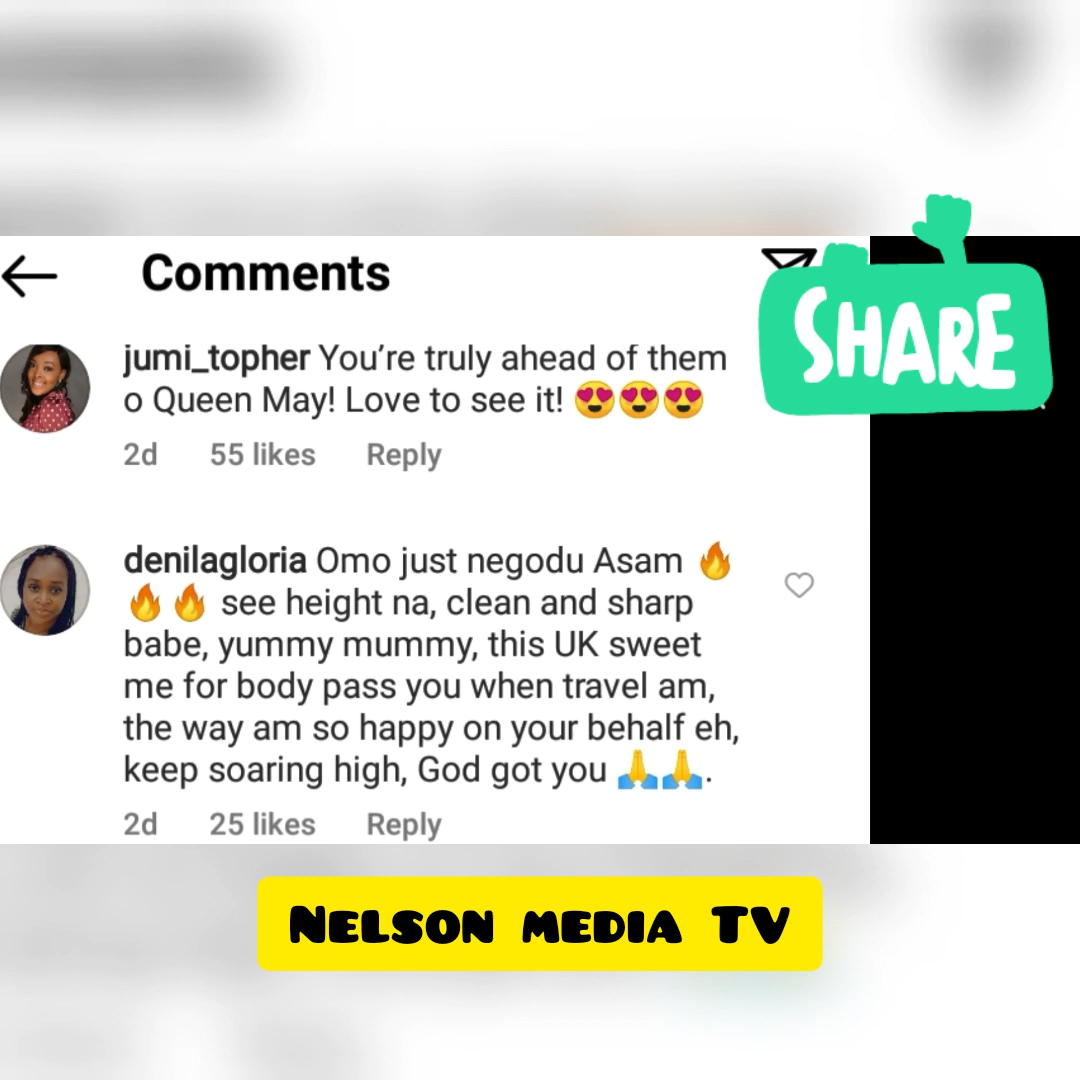 Comments
SHARE
jumi_topher You’re truly ahead of them
o Queen May! Love to see it! 😍😍😍
2d 55 likes Reply
denilagloria Omo just negodu Asam 🔥
🔥🔥 see height na, clean and sharp
babe, yummy mummy, this UK sweet
me for body pass you when travel am,
the way am so happy on your behalf eh,
keep soaring high, God got you 🙏🙏.
2d 25 likes Reply
NELSON MEDIA TV